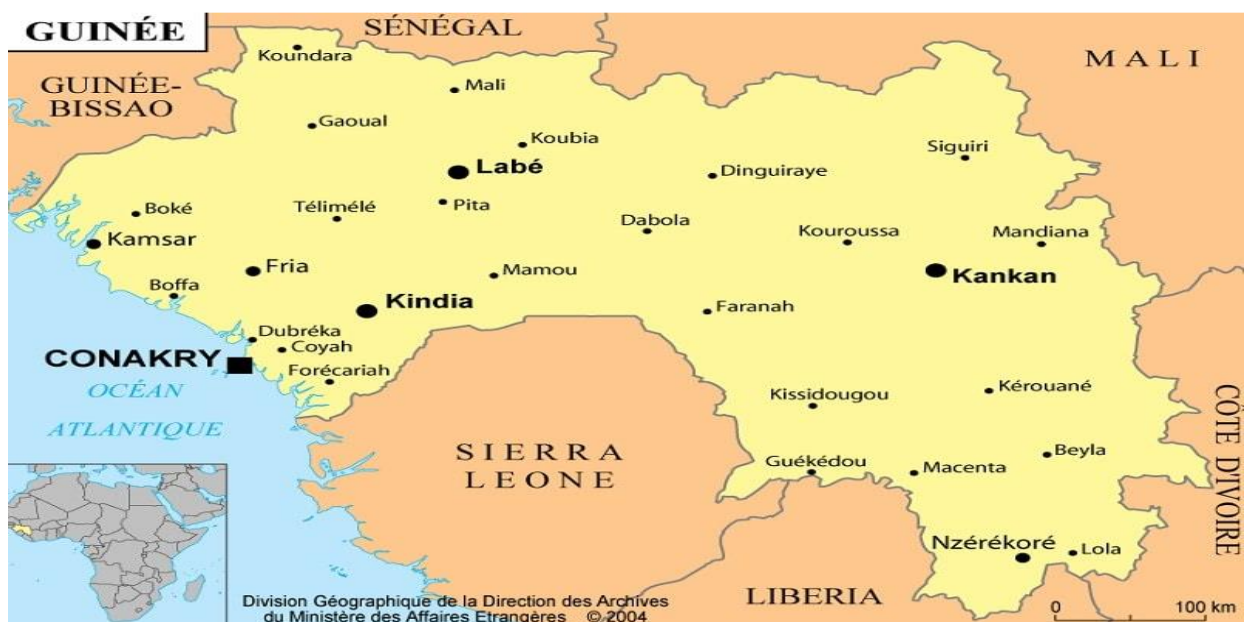 GUINÉE
SÉNÉGAL
MALI
GUINÉE-
BISSAO
Koundara
Mali
Gaoual
Koubia
Labé
Siguiri
Dinguiraye
Boké
Télimélé
Pita
Dabola
Kouroussa
Mandiana
Kamsar
Fria
Mamou
Kankan
Boffa
Kindia
Faranah
Dubréka
Coyah
CONAKRY
Forécariah
OCÉAN
ATLANTIQUE
Kissidougou
Kérouané
CÔTE D'IVOIRE
SIERRA
LEONE
Guékédou
Macenta
Beyla
Nzérékoré
Lola
LIBERIA
Division Géographique de la Direction des Archives
du Ministère des Affaires Etrangères © 2004
0 100 km